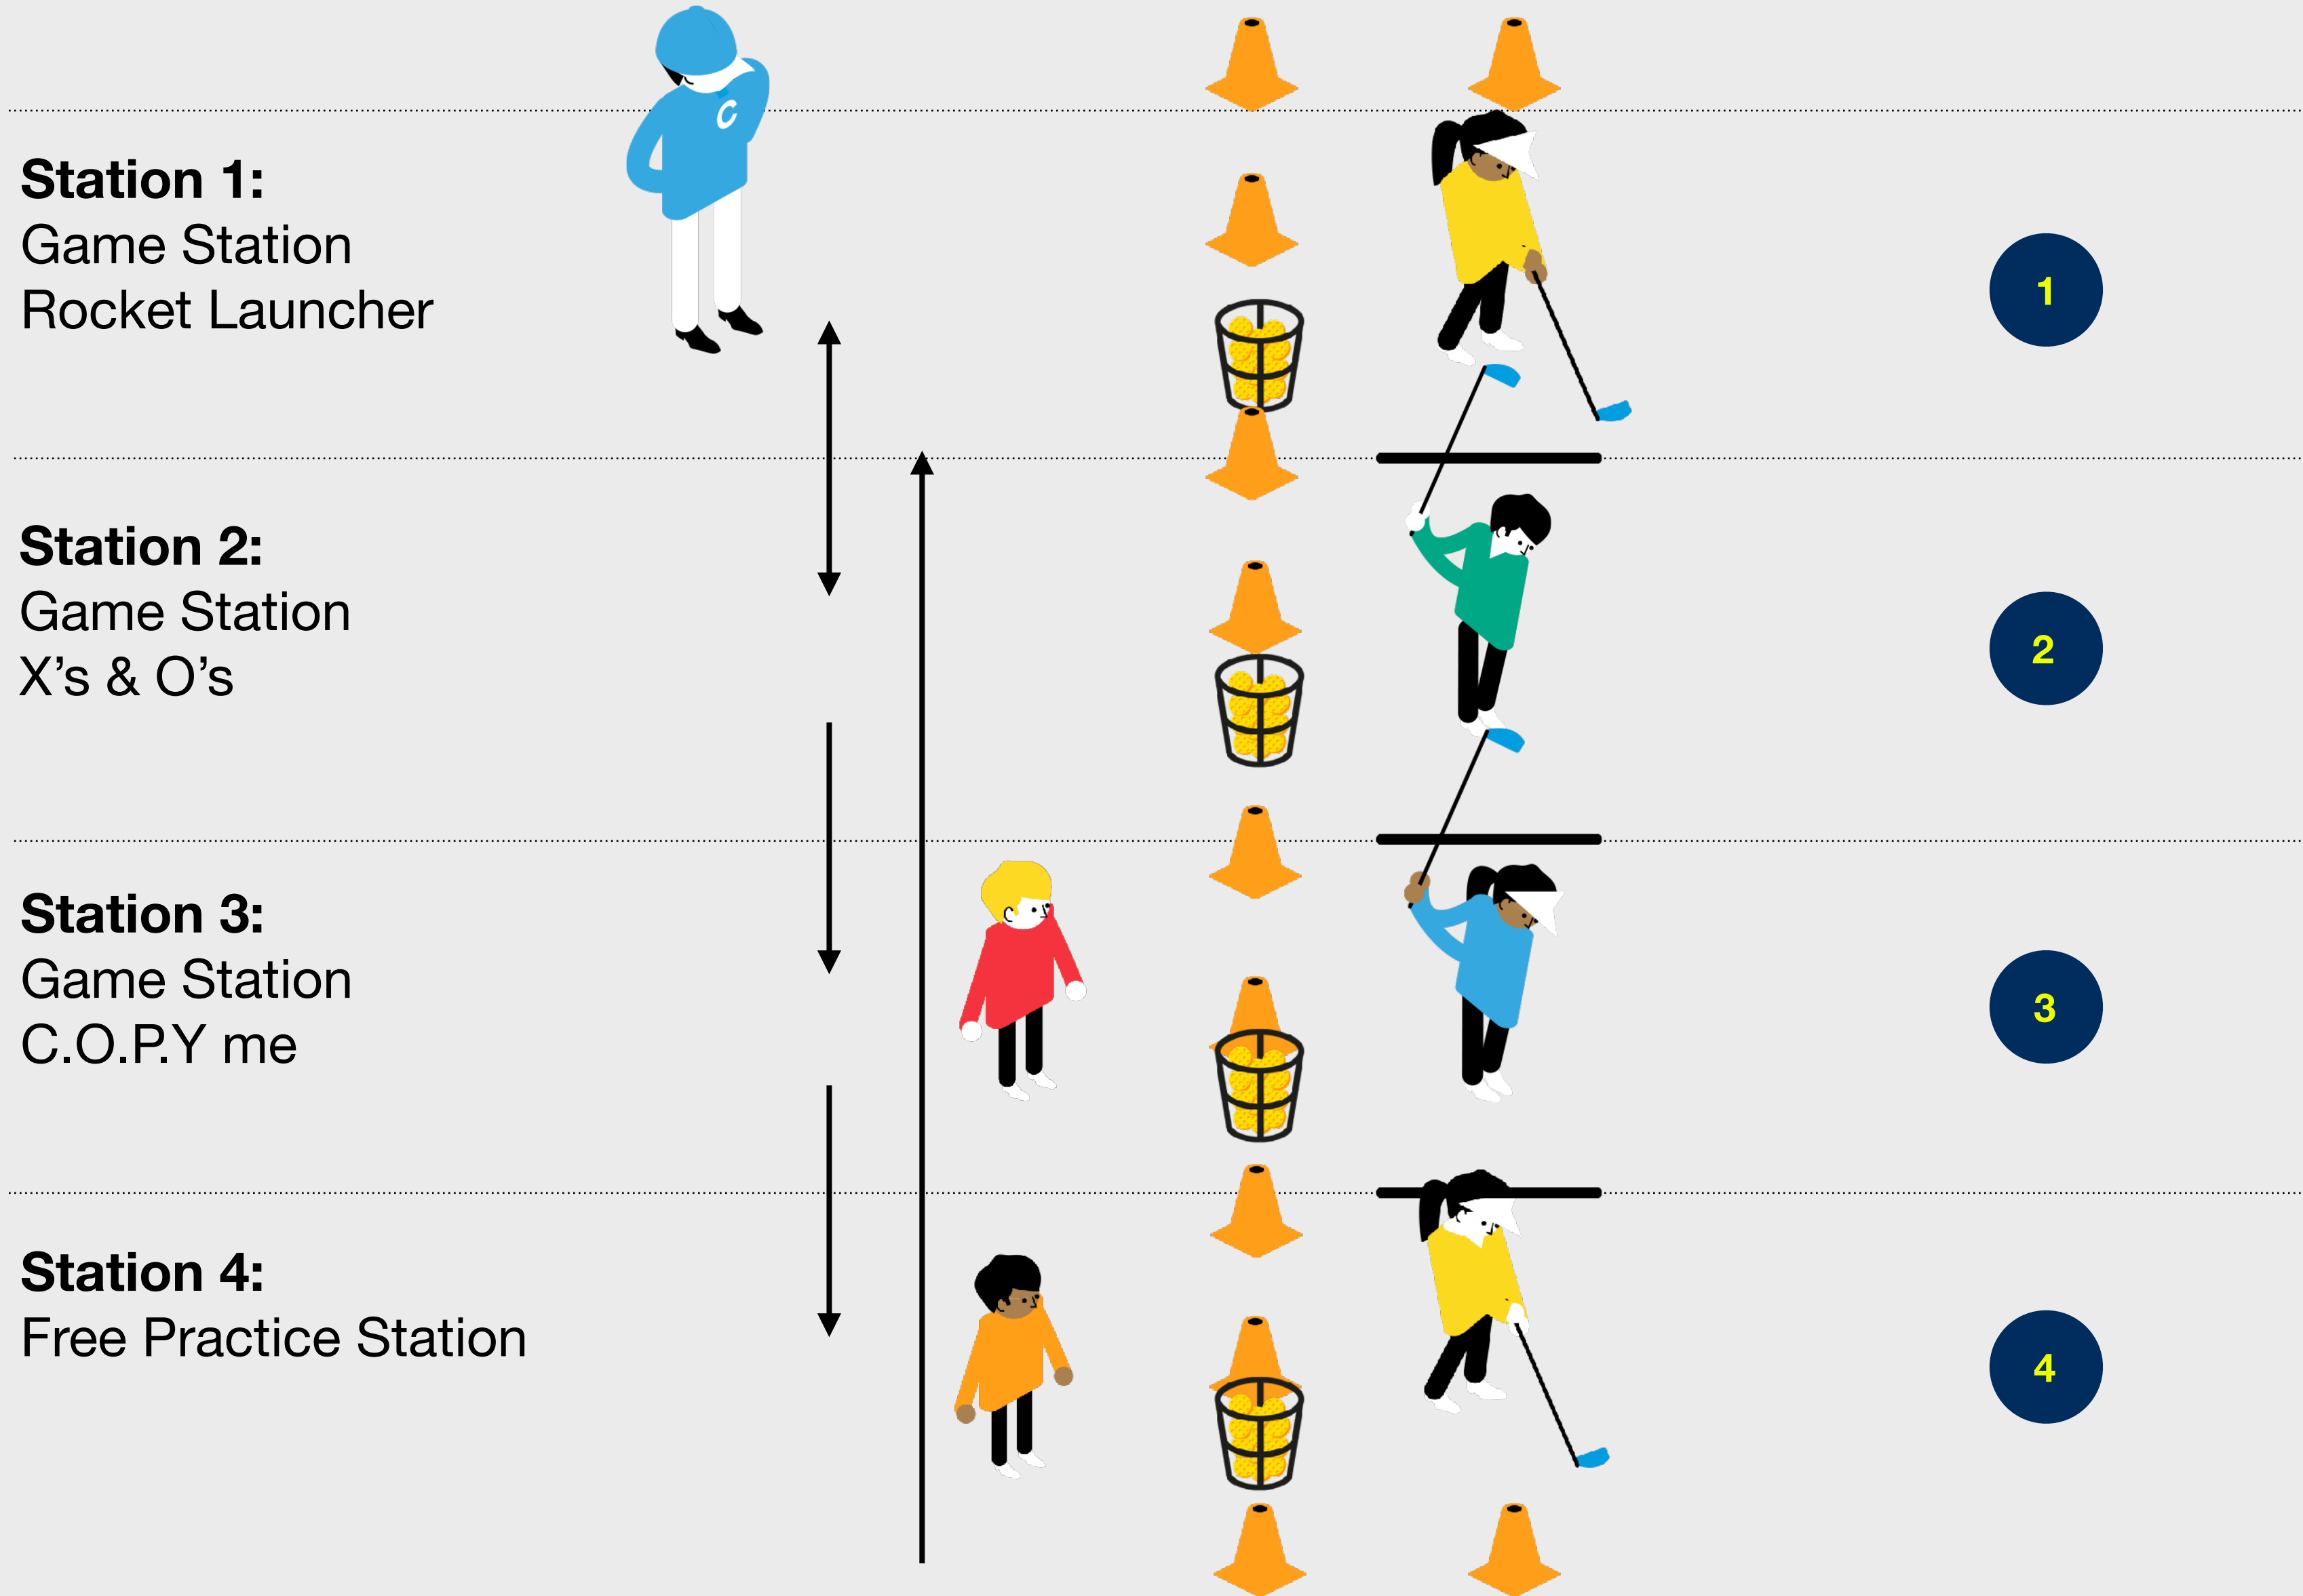 C
Station 1:
Game Station
Rocket Launcher
1
Station 2:
Game Station
X’s & O’s
2
Station 3:
Game Station
C.O.P.Y me
3
Station 4:
Free Practice Station
4